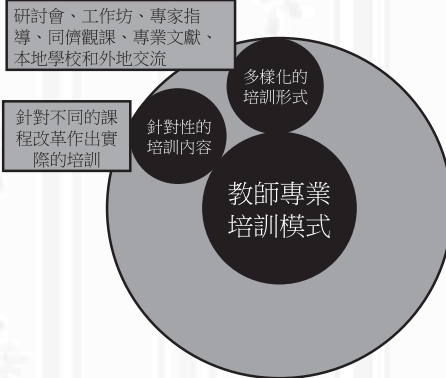 研討會、工作坊、專家指
導、同儕觀課、專業文獻、
本地學校和外地交流
多樣化的
培訓形式
針對不同的課
程改革作出實
際的培訓
針對性的
培訓內容
教師專業
培訓模式